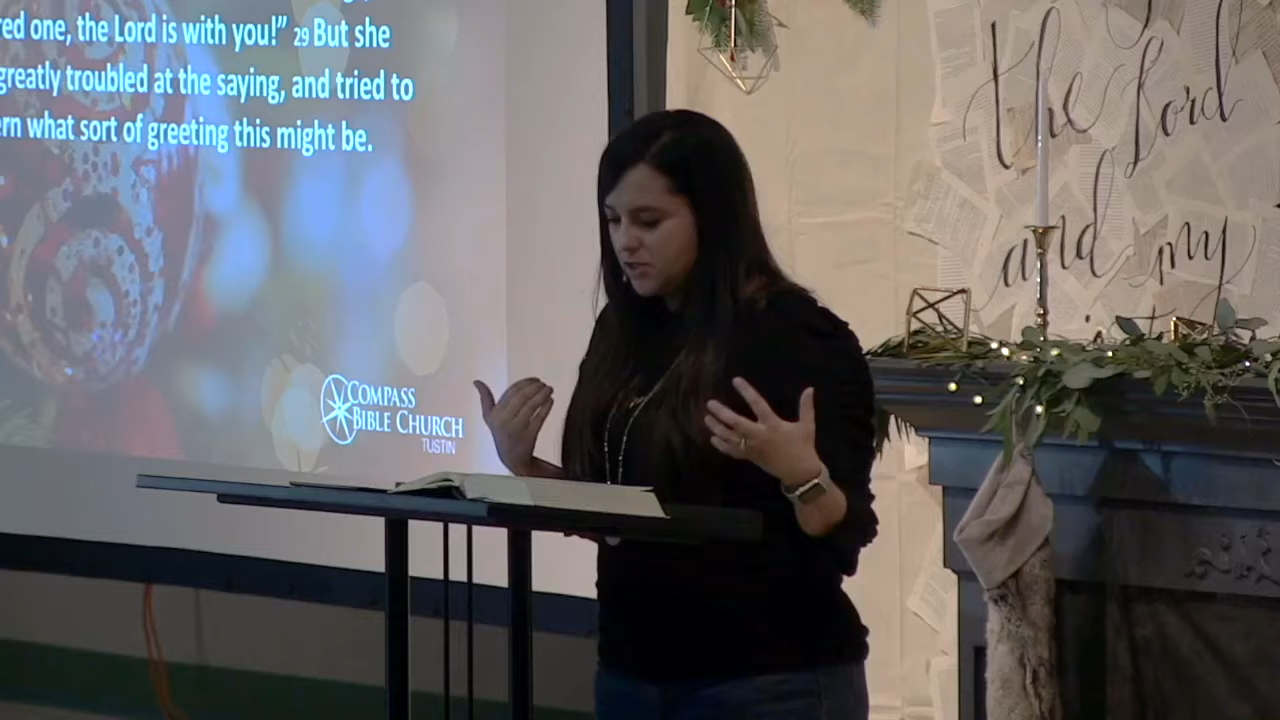 red one, the Lord is with you!” 29 But she
greatly troubled at the saying, and tried to
ern what sort of greeting this might be.
COMPASS
BIBLE CHURCH
TUSTIN
the Lord
and my